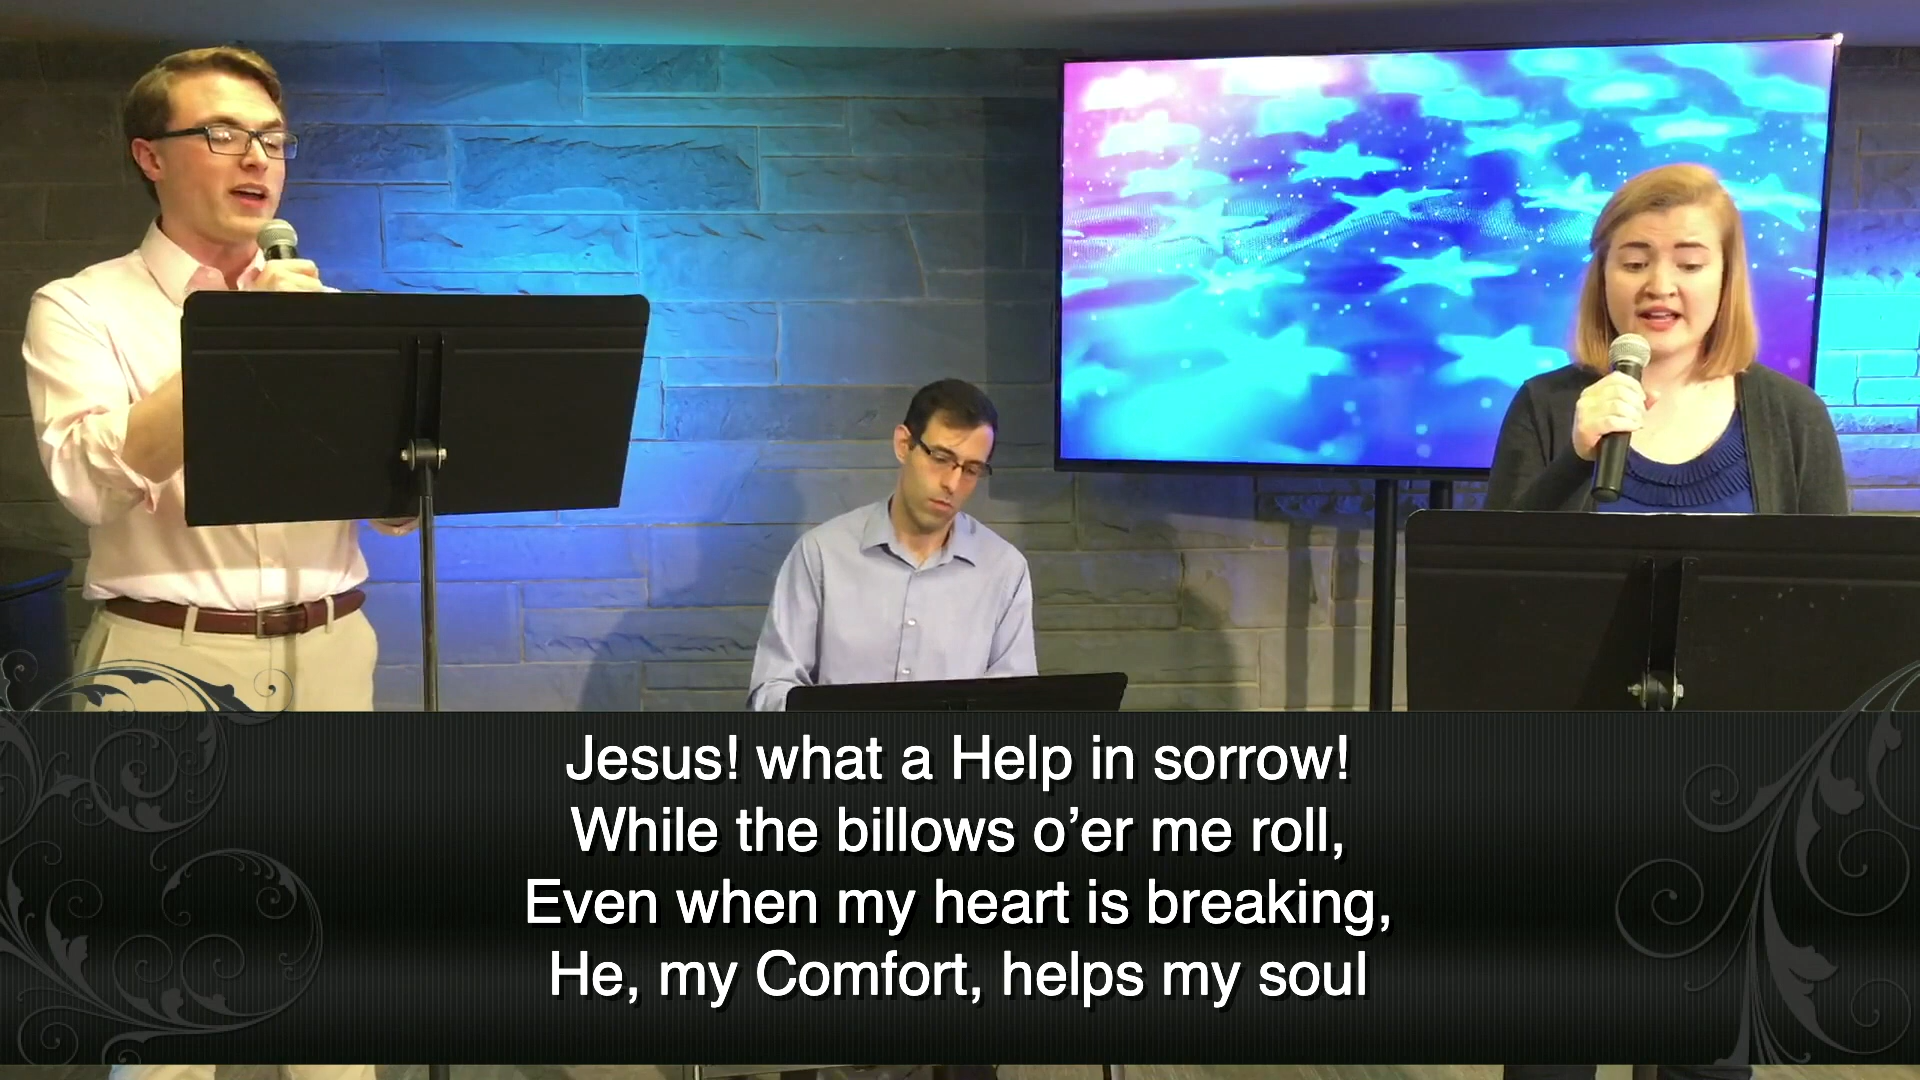 Jesus! what a Help in sorrow!
While the billows o’er me roll,
Even when my heart is breaking,
He, my Comfort, helps my soul